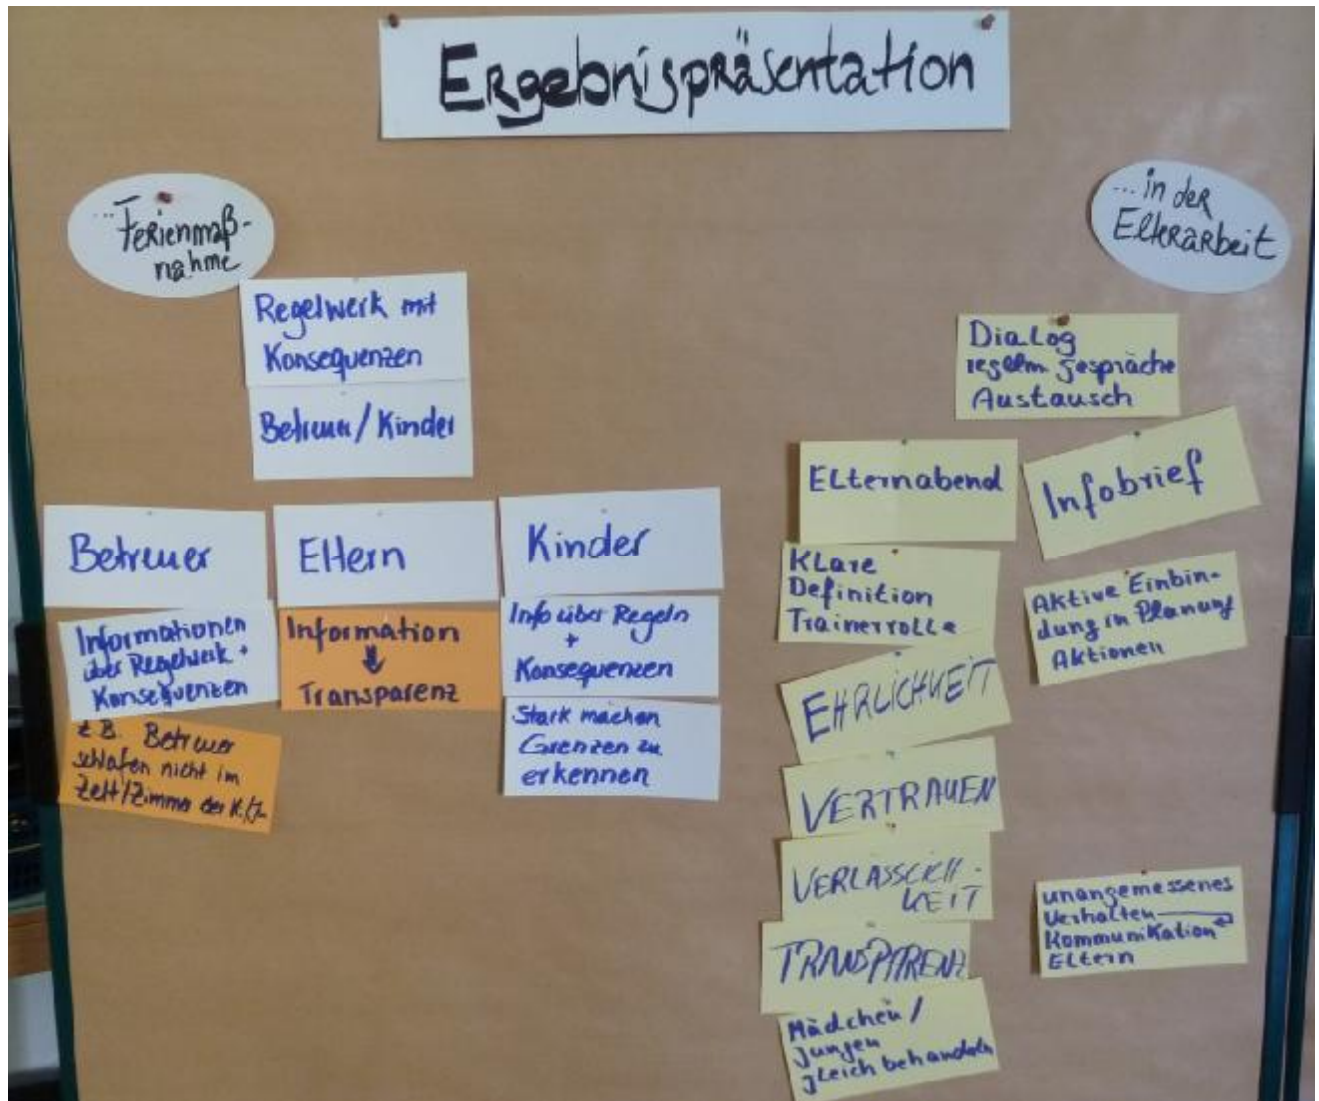 Ergebnispräsentation
...Ferienmaß-
nahme
Regelwerk mit
Konsequenzen
Betreuer/Kinder
Betreuer
Informationen
über Regelwerk +
Konsequenzen
z.B. Betreuer
schlafen nicht im
Zelt/Zimmer der K./J.
Eltern
Information
⇓
Transparenz
Kinder
Info über Regeln
+
Konsequenzen
Stark machen
Grenzen zu
erkennen
...in der
Elterarbeit
Dialog
regelm gespräche
Austausch
Elternabend
Infobrief
Klare
Definition
Trainerrolle
Aktive Einbin-
dung in Planung
Aktionen
EHRLICHKEIT
VERTRAUEN
VERLÄSSLICH-
KEIT
TRANSPARENZ
Mädchen/
Jungen
gleich behandeln
unangemessenes
Verhalten
Kommunikation
Eltern